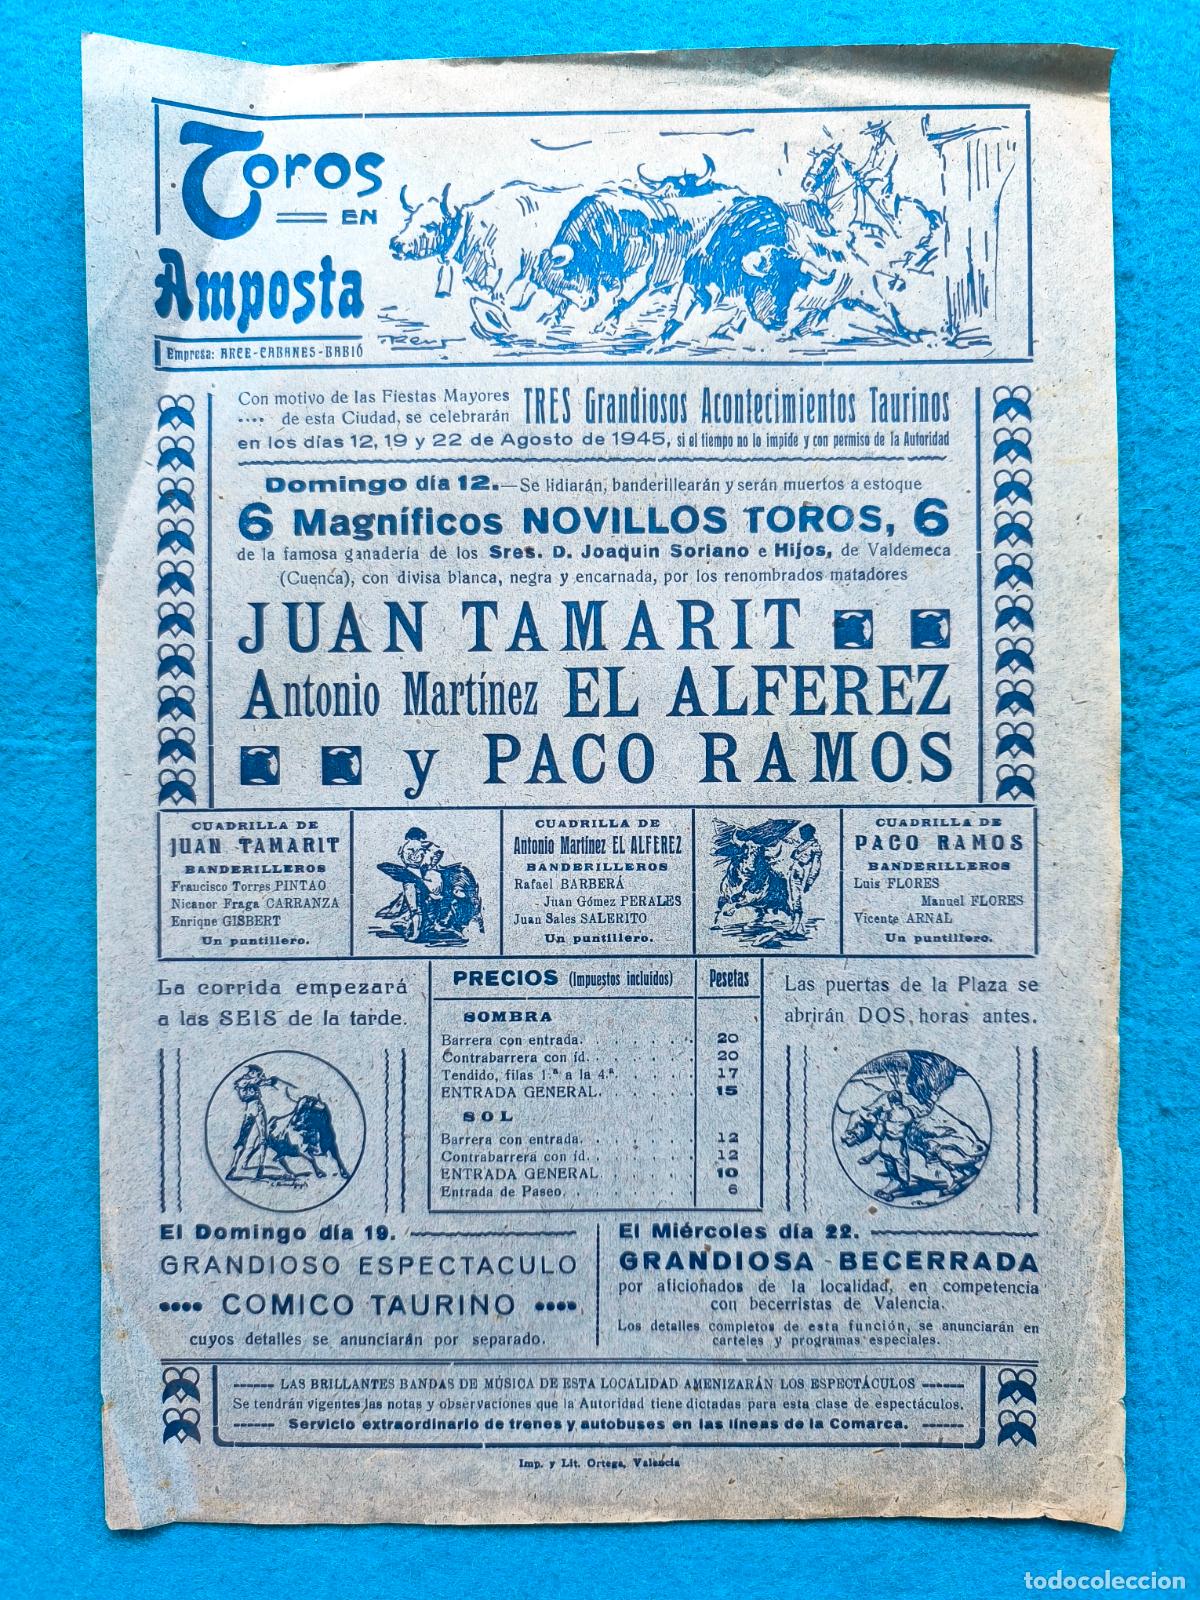 Toros
EN
Amposta
Empresa: ARCE-CABANES-BABIÓ
Con motivo de las Fiestas Mayores
.... de esta Ciudad, se celebrarán
TRES Grandiosos Acontecimientos Taurinos
en los días 12, 19 y 22 de Agosto de 1945, si el tiempo no lo impide y con permiso de la Autoridad
Domingo día 12.—Se lidiarán, banderillearán y serán muertos a estoque
6 Magníficos NOVILLOS TOROS, 6
de la famosa ganadería de los Sres. D. Joaquín Soriano e Hijos, de Valdemeca
(Cuenca), con divisa blanca, negra y encarnada, por los renombrados matadores
JUAN TAMARIT
Antonio Martínez EL ALFEREZ
y PACO RAMOS
CUADRILLA DE
JUAN TAMARIT
BANDERILLEROS
Francisco Torres PINTAO
Nicanor Fraga CARRANZA
Enrique GISBERT
Un puntillero.
CUADRILLA DE
Antonio Martínez EL ALFEREZ
BANDERILLEROS
Rafael BARBERÁ
- Juan Gómez PERALES
Juan Sales SALERITO
Un puntillero.
CUADRILLA DE
PACO RAMOS
BANDERILLEROS
Luis FLORES
Manuel FLORES
Vicente ARNAL
Un puntillero.
La corrida empezará
a las SEIS de la tarde.
PRECIOS (Impuestos incluidos) Pesetas
SOMBRA
Barrera con entrada. . . . . . . 20
Contrabarrera con íd. . . . . . . 20
Tendido, filas 1.ª a la 4.ª. . . . . 17
ENTRADA GENERAL. . . . . . 15
SOL
Barrera con entrada. . . . . . . 12
Contrabarrera con íd. . . . . . . 12
ENTRADA GENERAL. . . . . . 10
Entrada de Paseo. . . . . . . . 6
Las puertas de la Plaza se
abrirán DOS, horas antes.
El Domingo día 19.
GRANDIOSO ESPECTACULO
.... COMICO TAURINO ....
cuyos detalles se anunciarán por separado.
El Miércoles día 22.
GRANDIOSA BECERRADA
por aficionados de la localidad, en competencia
con becerristas de Valencia.
Los detalles completos de esta función, se anunciarán en
carteles y programas especiales.
LAS BRILLANTES BANDAS DE MÚSICA DE ESTA LOCALIDAD AMENIZARÁN LOS ESPECTÁCULOS
Se tendrán vigentes las notas y observaciones que la Autoridad tiene dictadas para esta clase de espectáculos.
Servicio extraordinario de trenes y autobuses en las líneas de la Comarca.
Imp. y Lit. Ortega, Valencia
todocoleccion